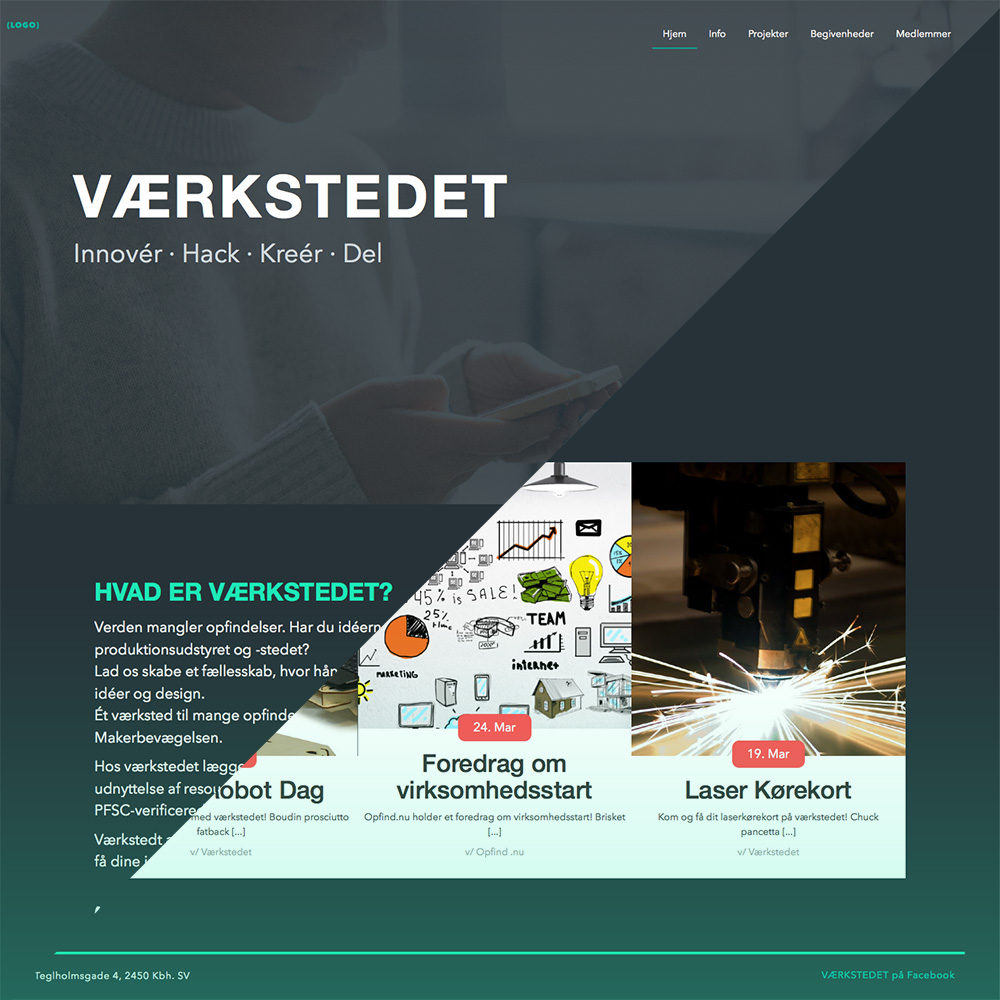 (LOGO)
Hjem Info Projekter Begivenheder Medlemmer
VÆRKSTEDET
Innovér · Hack · Kreér · Del
HVAD ER VÆRKSTEDET?
Verden mangler opfindelser. Har du idéern
produktionsudstyret og -stedet?
Lad os skabe et fællesskab, hvor hån
idéer og design.
Ét værksted til mange opfinde
Makerbevægelsen.
Hos værkstedet lægge
udnyttelse af resou
PFSC-verificere
Værkstedt
få dine
45% is SALE!
25%
time
TEAM
internet
MARKETING
15%
24. Mar
Foredrag om
virksomhedsstart
Opfind.nu holder et foredrag om virksomhedsstart! Brisket
[...]
v/ Opfind .nu
19. Mar
Laser Kørekort
Kom og få dit laserkørekort på værkstedet! Chuck
pancetta [...]
v/ Værkstedet
obot Dag
med værkstedet! Boudin prosciutto
fatback [...]
v/ Værkstedet
Teglholmsgade 4, 2450 Kbh. SV
VÆRKSTEDET på Facebook